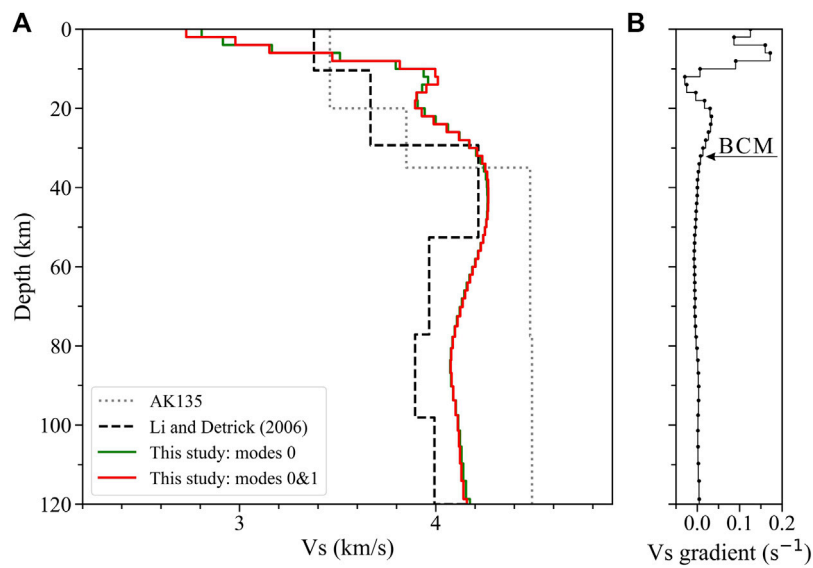 A
B
0
20
40
60
80
100
120
Depth (km)
AK135
Li and Detrick (2006)
This study: modes 0
This study: modes 0&1
3
4
Vs (km/s)
BCM
0.0
0.1
0.2
Vs gradient (s⁻¹)